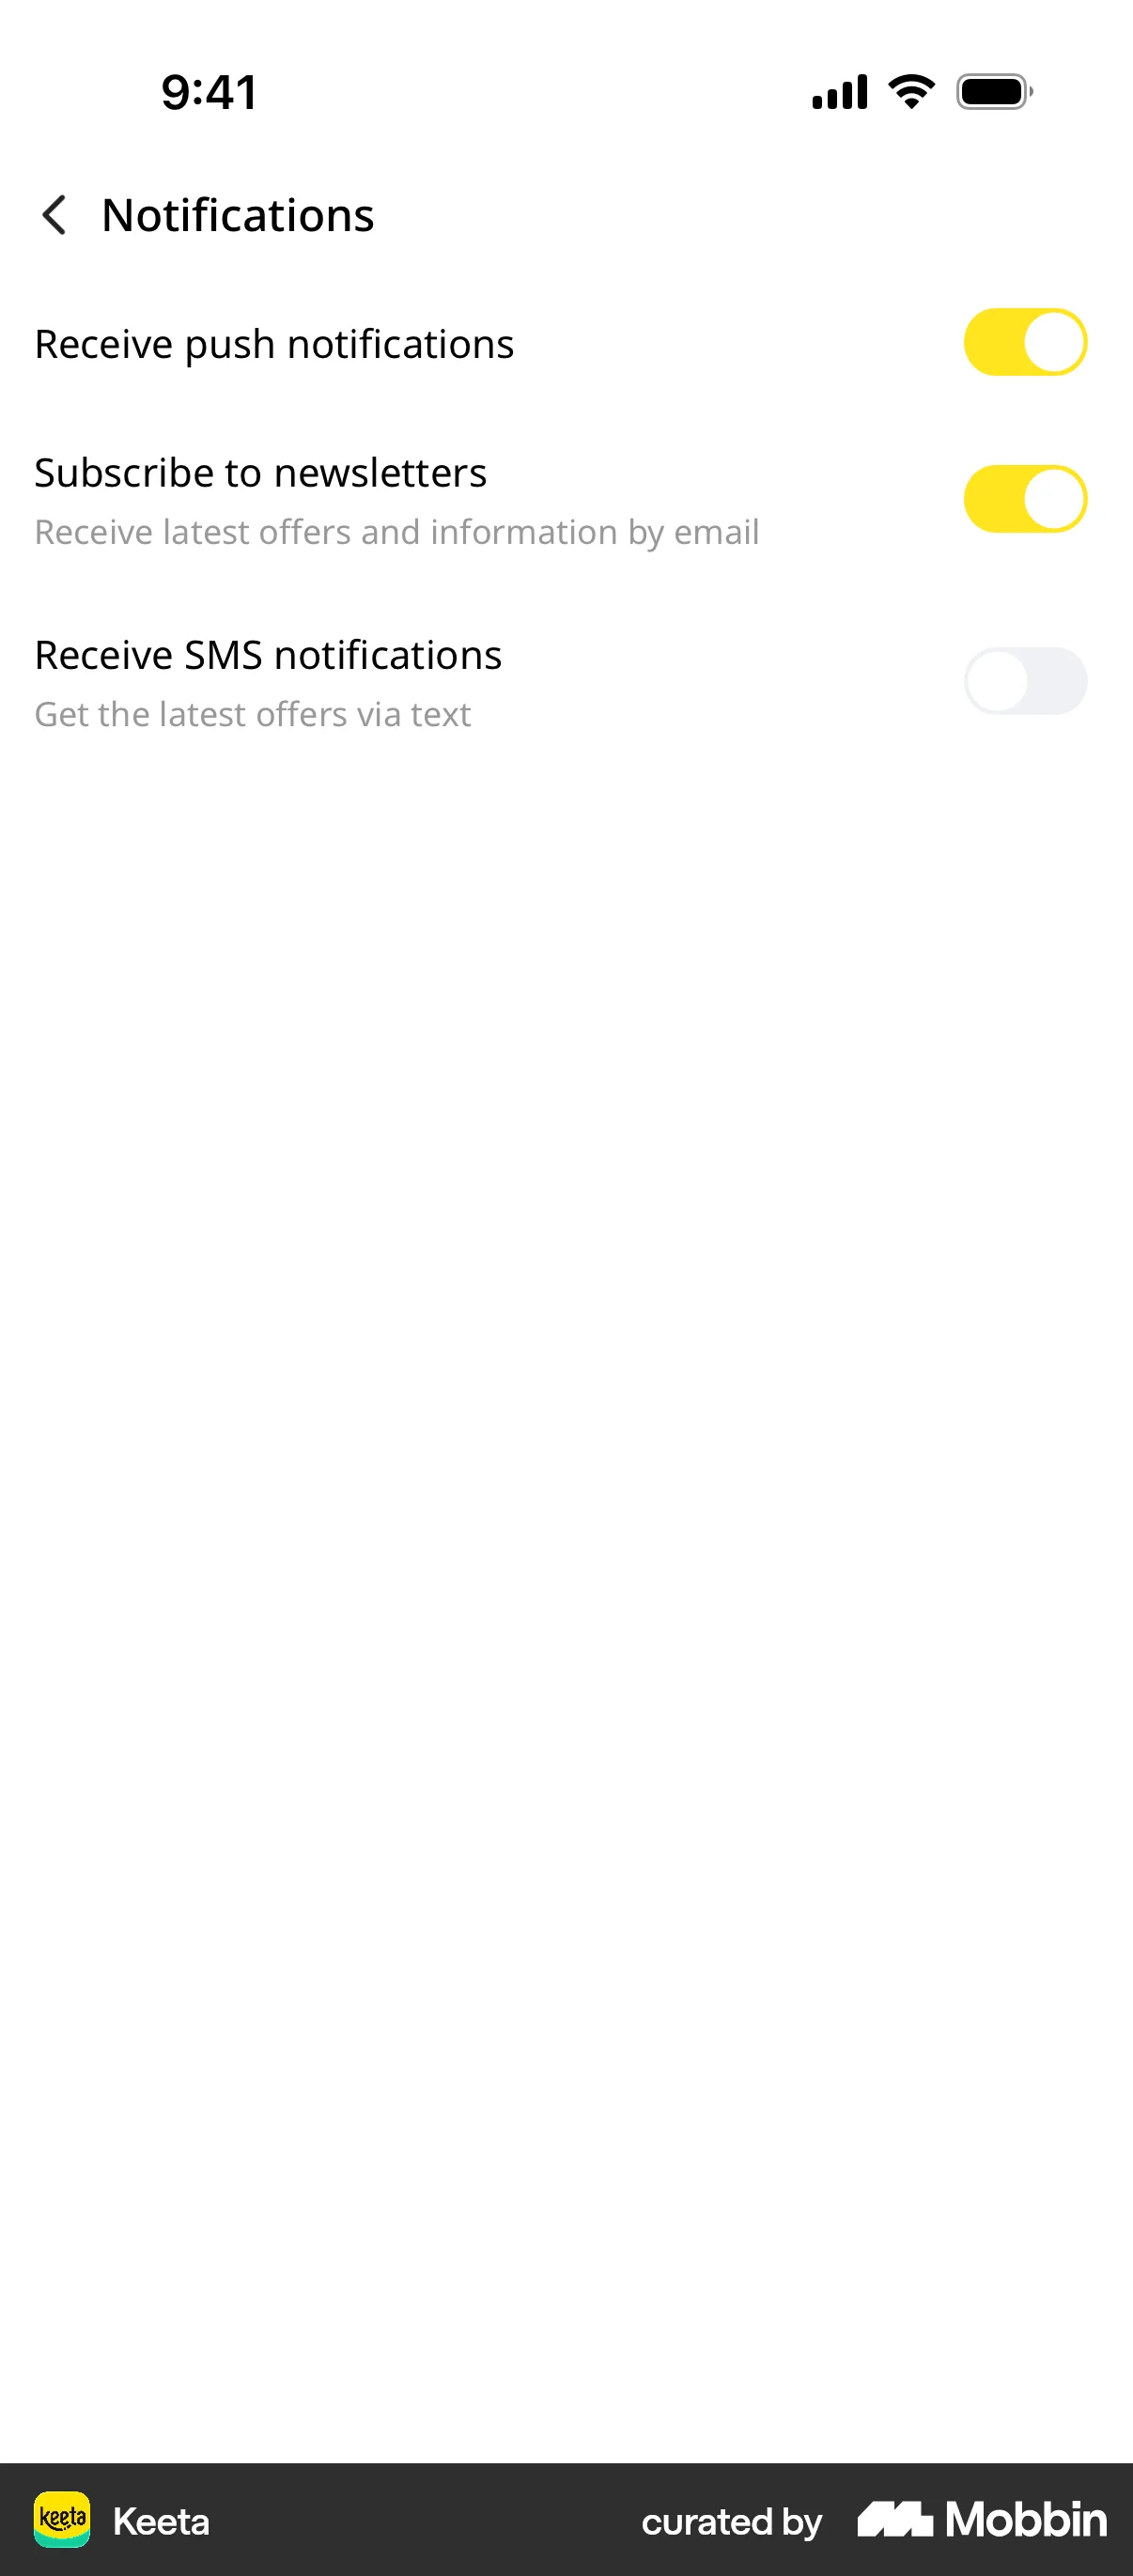 9:41
Notifications
Receive push notifications
Subscribe to newsletters
Receive latest offers and information by email
Receive SMS notifications
Get the latest offers via text
keeta
Keeta
curated by
Mobbin